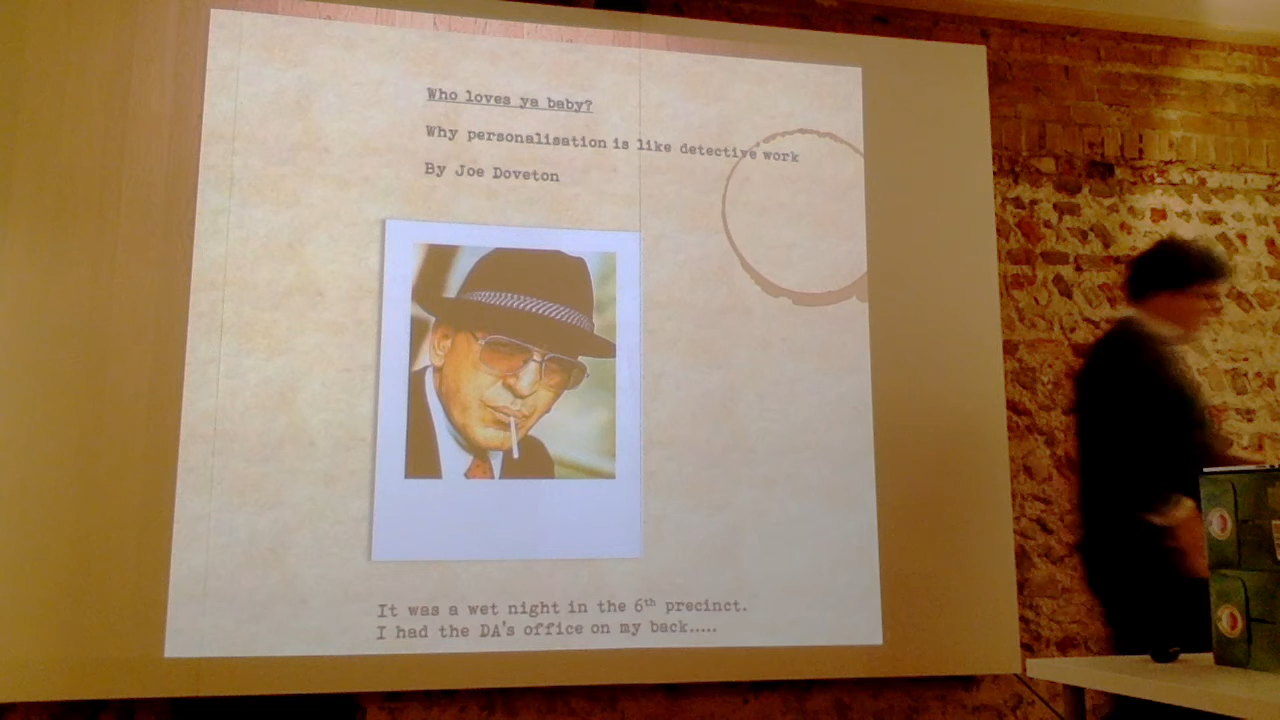 Who loves ya baby?
Why personalisation is like detective work
By Joe Doveton
It was a wet night in the 6th precinct.
I had the DA's office on my back.....